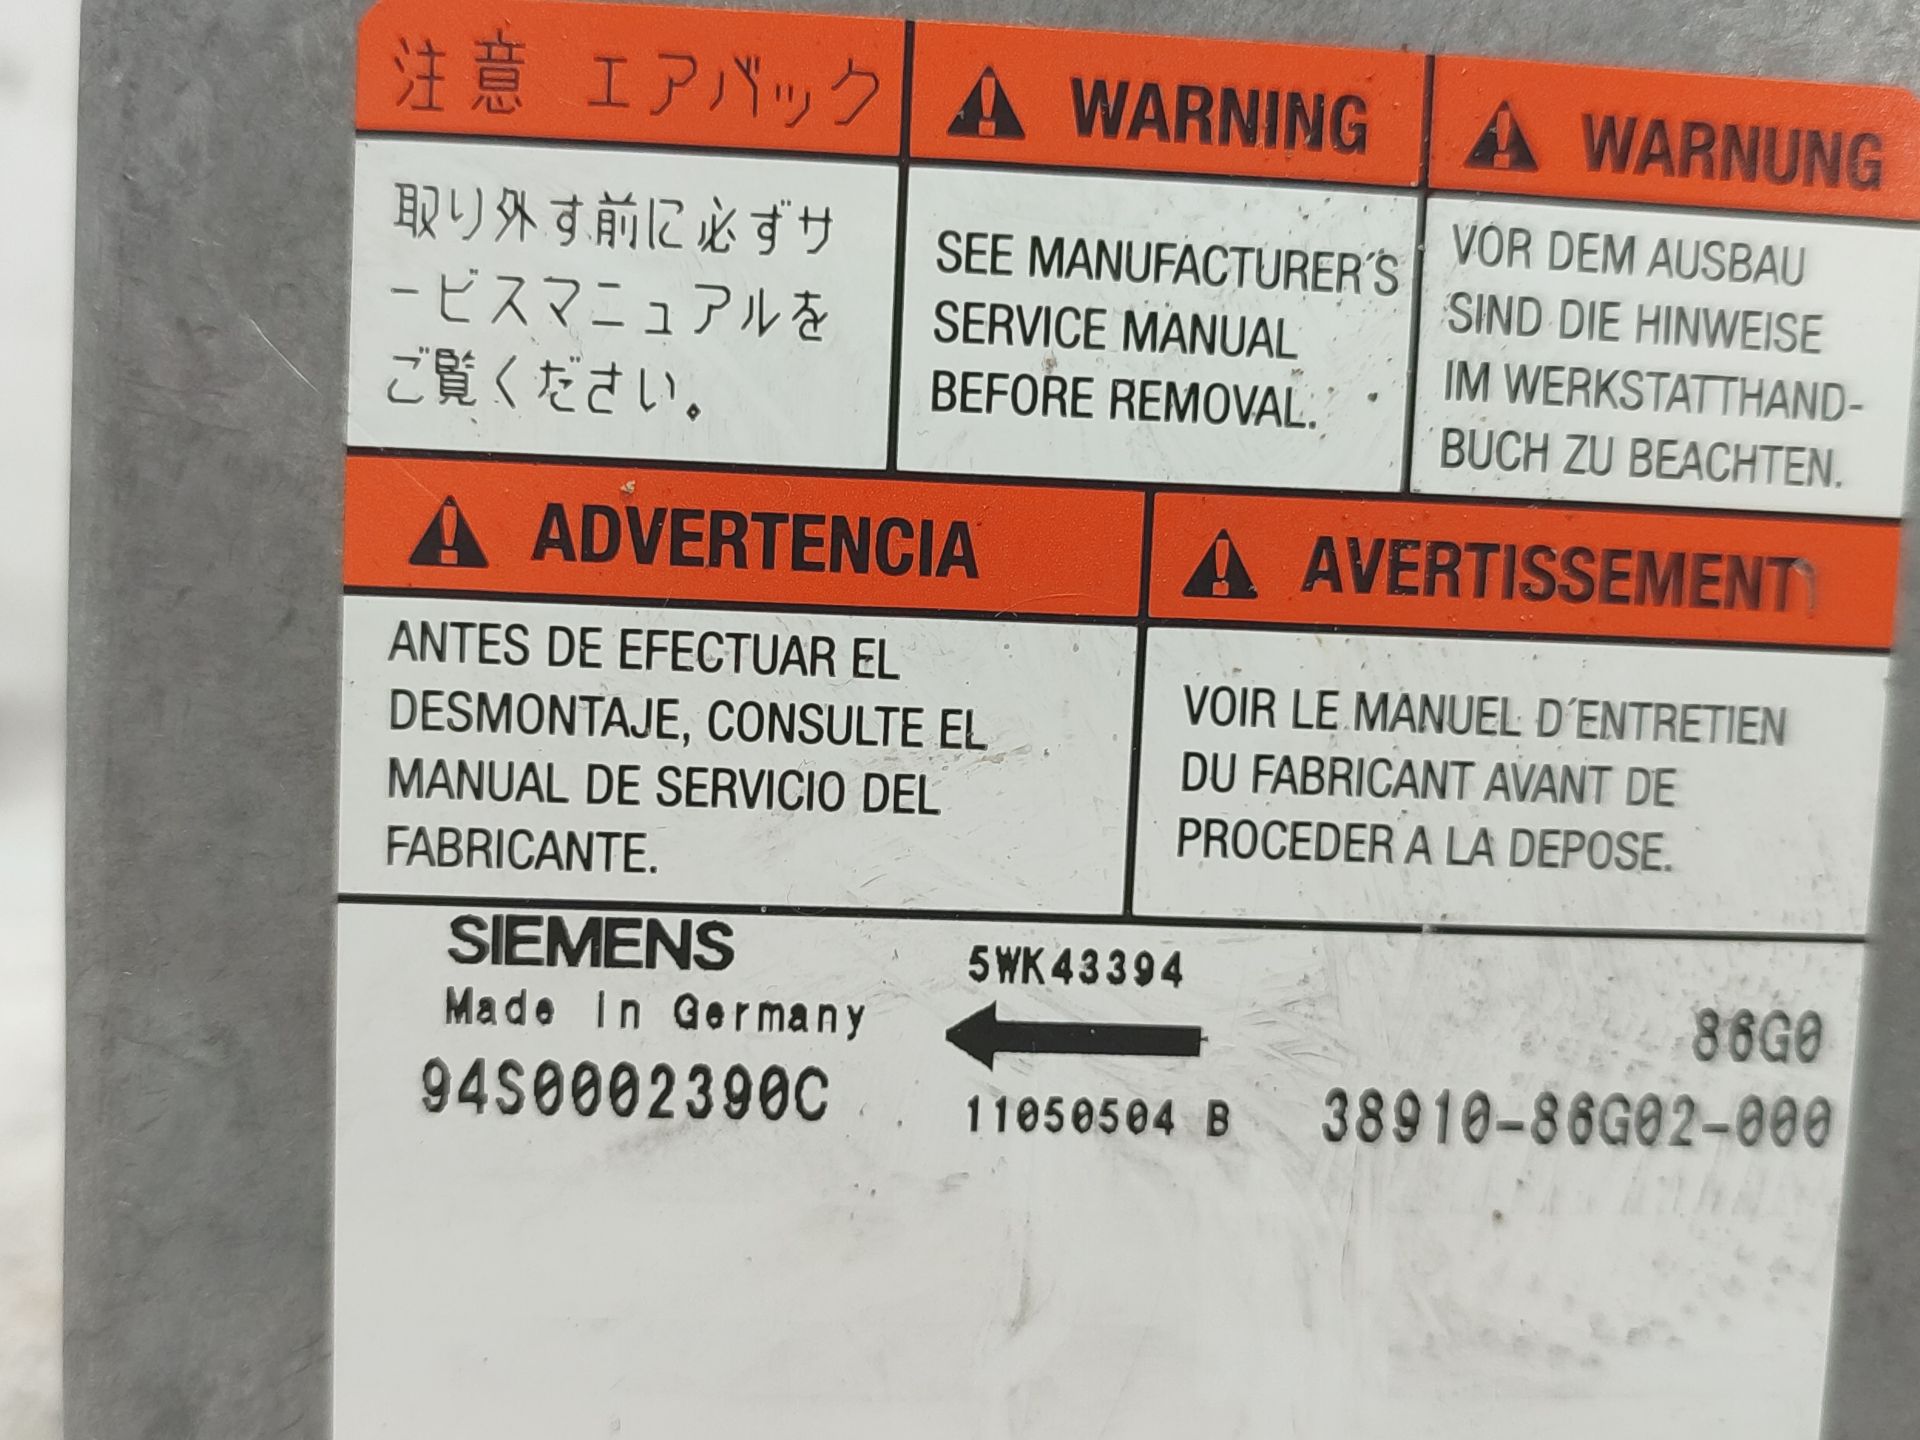 注意 エアバック
取り外す前に必ずサ
ービスマニュアルを
ご覧ください。
WARNING
SEE MANUFACTURER'S
SERVICE MANUAL
BEFORE REMOVAL.
WARNUNG
VOR DEM AUSBAU
SIND DIE HINWEISE
IM WERKSTATTHAND-
BUCH ZU BEACHTEN.
ADVERTENCIA
ANTES DE EFECTUAR EL
DESMONTAJE, CONSULTE EL
MANUAL DE SERVICIO DEL
FABRICANTE.
AVERTISSEMENT
VOIR LE MANUEL D'ENTRETIEN
DU FABRICANT AVANT DE
PROCEDER A LA DEPOSE.
SIEMENS
Made in Germany
94S0002390C
5WK43394
11050504 B
86G0
38910-86G02-000